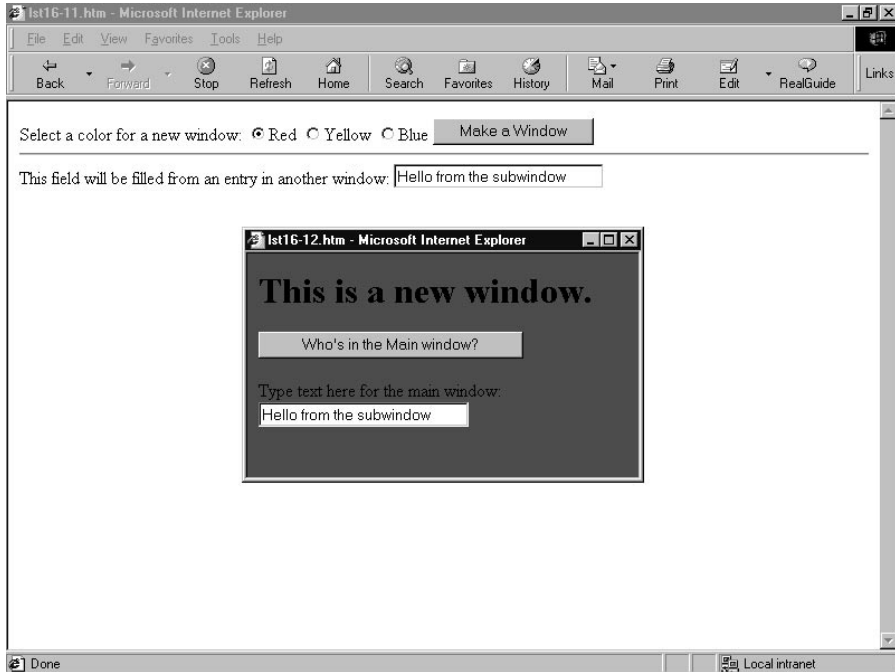 lst16-11.htm - Microsoft Internet Explorer
File Edit View Favorites Tools Help
Back Forward Stop Refresh Home Search Favorites History Mail Print Edit RealGuide Links
Select a color for a new window: Red Yellow Blue Make a Window
This field will be filled from an entry in another window: Hello from the subwindow
lst16-12.htm - Microsoft Internet Explorer
This is a new window.
Who's in the Main window?
Type text here for the main window:
Hello from the subwindow
Done Local intranet